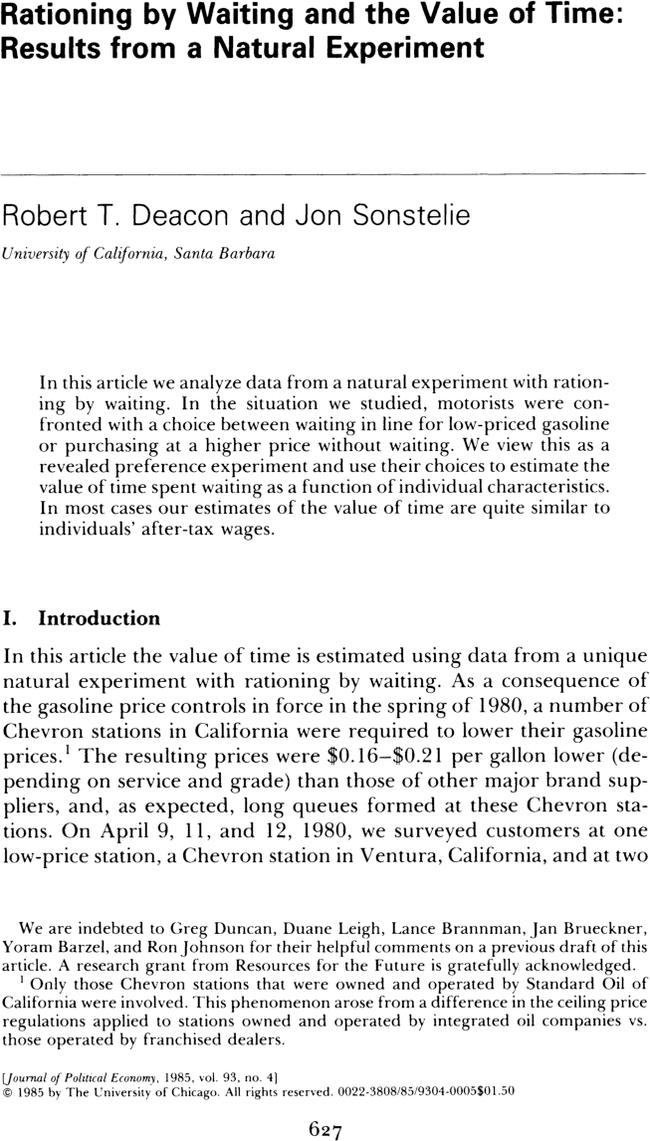 Rationing by Waiting and the Value of Time:
Results from a Natural Experiment
Robert T. Deacon and Jon Sonstelie
University of California, Santa Barbara
In this article we analyze data from a natural experiment with ration-
ing by waiting. In the situation we studied, motorists were con-
fronted with a choice between waiting in line for low-priced gasoline
or purchasing at a higher price without waiting. We view this as a
revealed preference experiment and use their choices to estimate the
value of time spent waiting as a function of individual characteristics.
In most cases our estimates of the value of time are quite similar to
individuals' after-tax wages.
I. Introduction
In this article the value of time is estimated using data from a unique
natural experiment with rationing by waiting. As a consequence of
the gasoline price controls in force in the spring of 1980, a number of
Chevron stations in California were required to lower their gasoline
prices.¹ The resulting prices were $0.16–$0.21 per gallon lower (de-
pending on service and grade) than those of other major brand sup-
pliers, and, as expected, long queues formed at these Chevron sta-
tions. On April 9, 11, and 12, 1980, we surveyed customers at one
low-price station, a Chevron station in Ventura, California, and at two
We are indebted to Greg Duncan, Duane Leigh, Lance Brannman, Jan Brueckner,
Yoram Barzel, and Ron Johnson for their helpful comments on a previous draft of this
article. A research grant from Resources for the Future is gratefully acknowledged.
¹ Only those Chevron stations that were owned and operated by Standard Oil of
California were involved. This phenomenon arose from a difference in the ceiling price
regulations applied to stations owned and operated by integrated oil companies vs.
those operated by franchised dealers.
[Journal of Political Economy, 1985, vol. 93, no. 4]
© 1985 by The University of Chicago. All rights reserved. 0022-3808/85/9304-0005$01.50
627